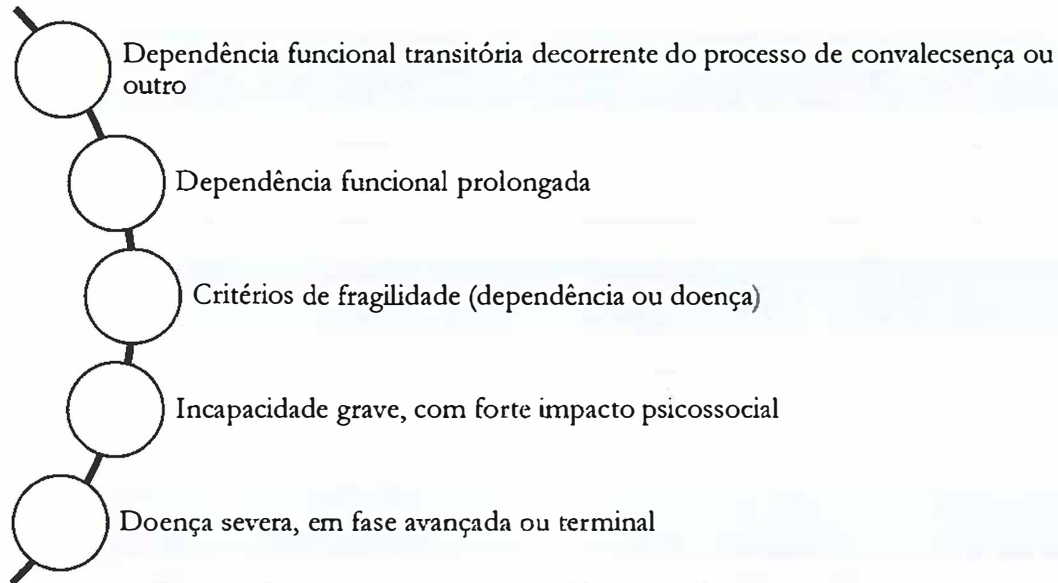 Dependência funcional transitória decorrente do processo de convalecsença ou
outro
Dependência funcional prolongada
Critérios de fragilidade (dependência ou doença)
Incapacidade grave, com forte impacto psicossocial
Doença severa, em fase avançada ou terminal